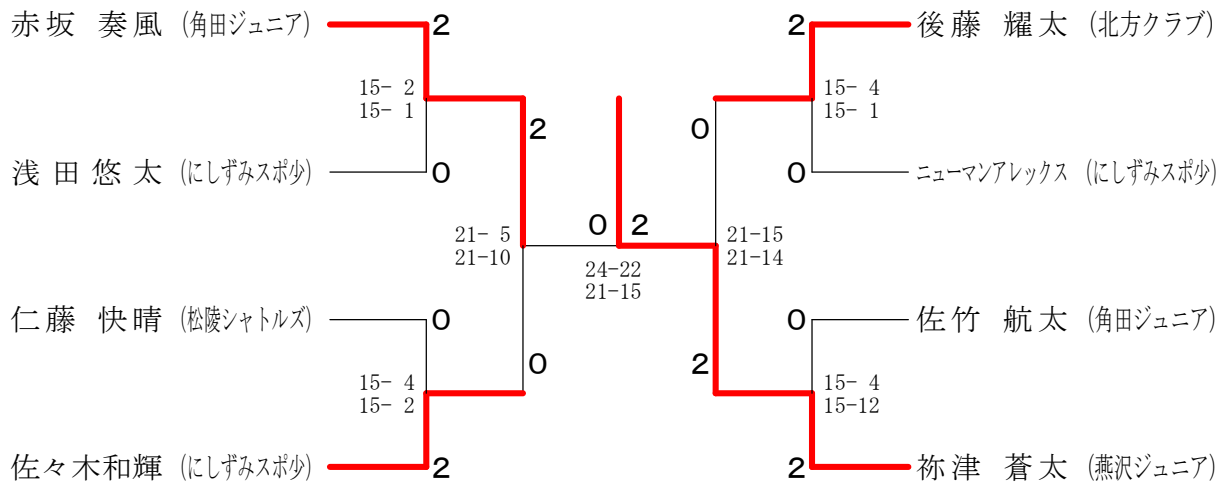 赤坂 奏風 (角田ジュニア) 2
15- 2
15- 1
2
浅田悠太 (にしずみスポ少) 0
21- 5
21-10
仁藤 快晴 (松陵シャトルズ) 0
0
15- 4
15- 2
佐々木和輝 (にしずみスポ少) 2
0 2
24-22
21-15
2 後藤 耀太 (北方クラブ)
15- 4
15- 1
0
0 ニューマンアレックス (にしずみスポ少)
21-15
21-14
0 佐竹 航太 (角田ジュニア)
2
15- 4
15-12
2 祢津 蒼太 (燕沢ジュニア)